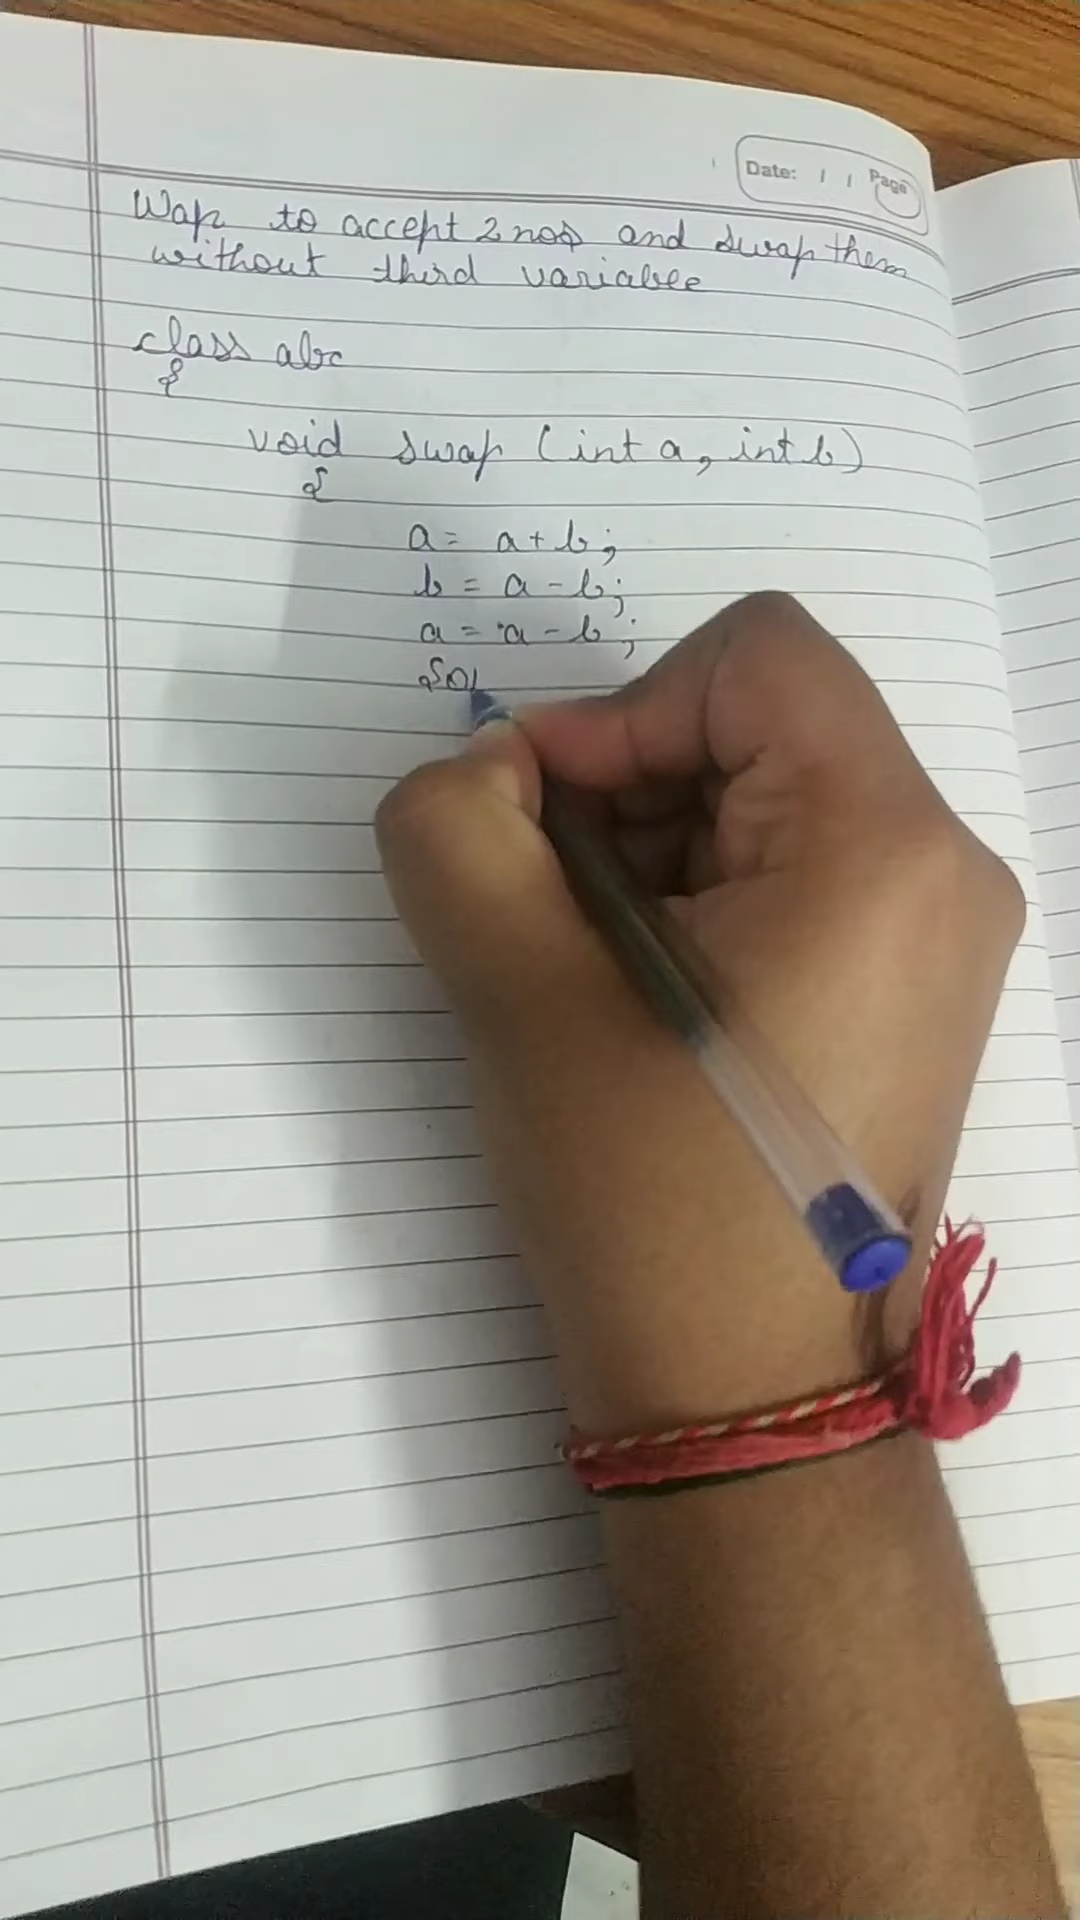 Date: / / Page
Wap to accept 2 nos and swap them
without third variable
class abc
{
void swap (int a, int b)
{
a = a + b;
b = a - b;
a = a - b;
SO